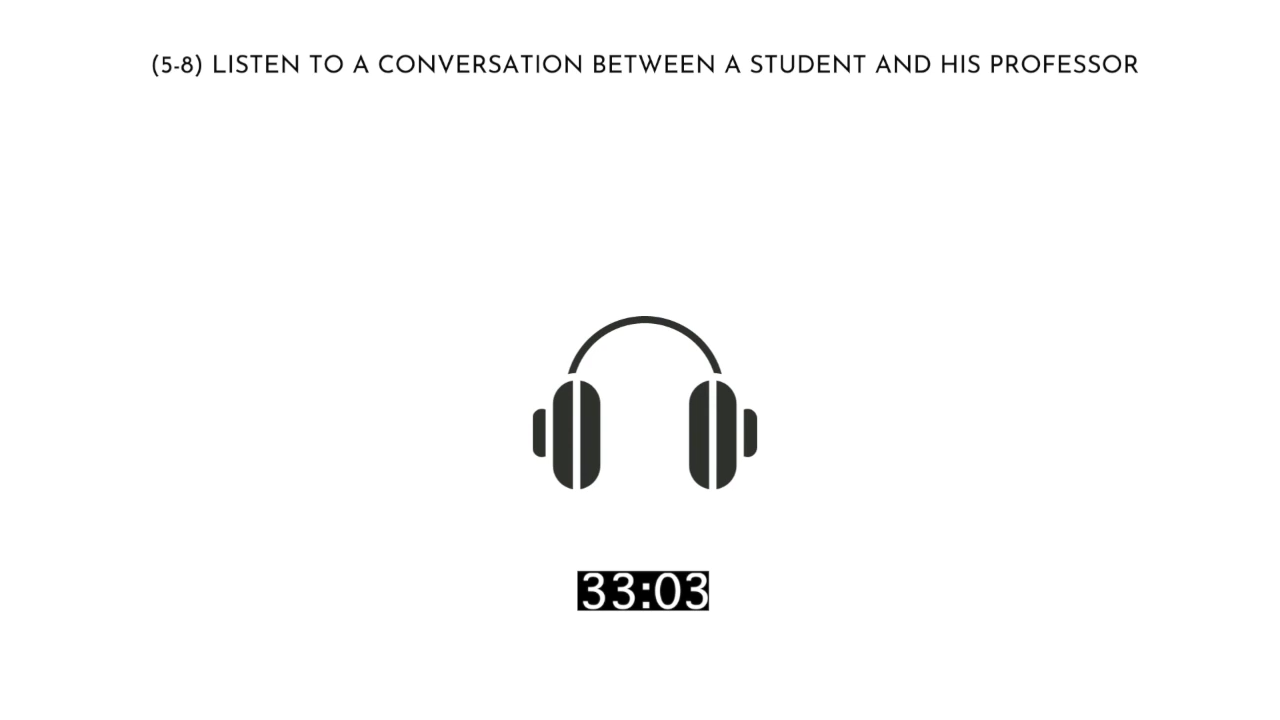 (5-8) LISTEN TO A CONVERSATION BETWEEN A STUDENT AND HIS PROFESSOR
33:03